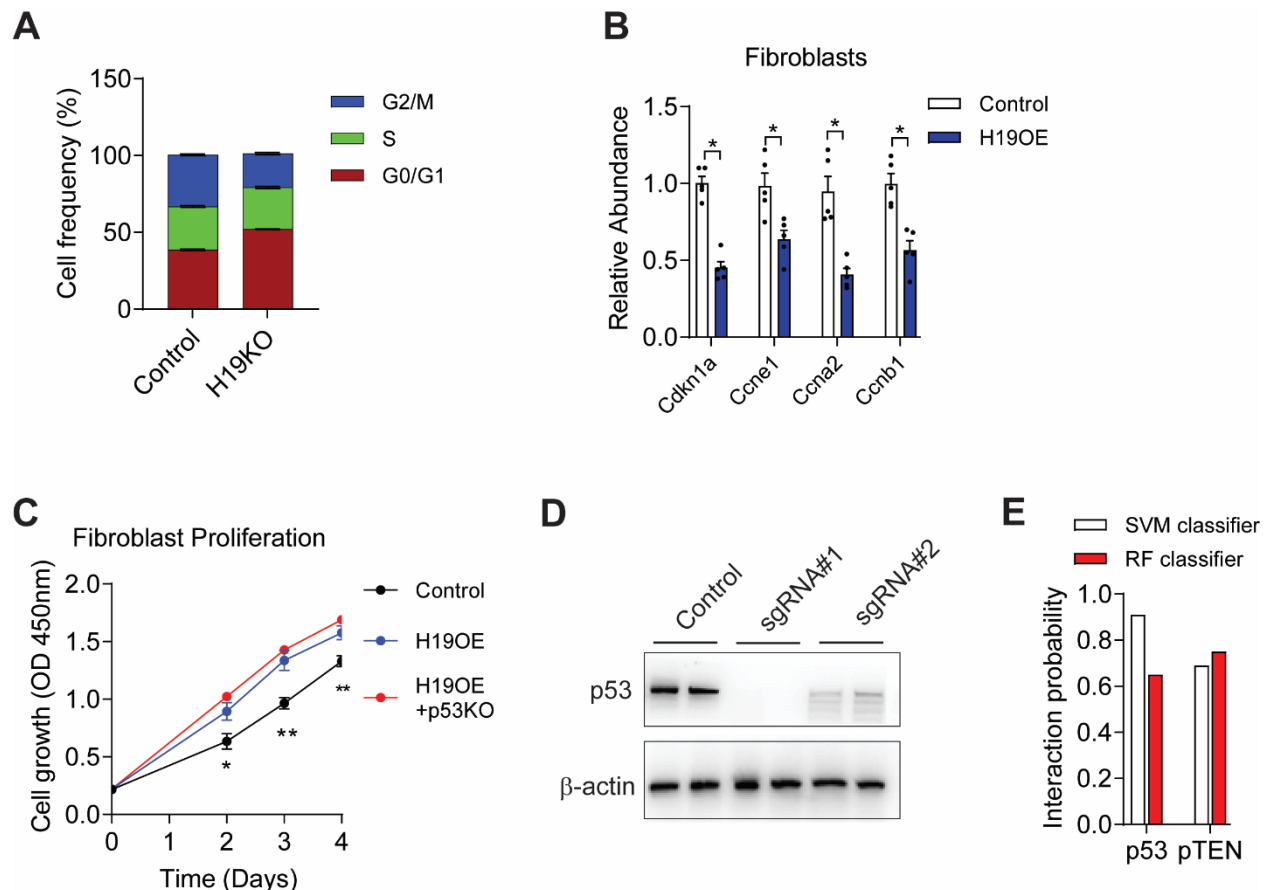 A
150
100
50
0
Cell frequency (%)
Control
H19KO
G2/M
S
G0/G1
B
Fibroblasts
Control
H19OE
1.5
1.0
0.5
0.0
Relative Abundance
*
*
*
*
Cdkn1a
Ccne1
Ccna2
Ccnb1
C
Fibroblast Proliferation
2.0
1.5
1.0
0.5
0.0
Cell growth (OD 450nm)
*
**
**
0 1 2 3 4
Time (Days)
Control
H19OE
H19OE
+p53KO
D
Control
sgRNA#1
sgRNA#2
p53
β-actin
E
SVM classifier
RF classifier
1.0
0.8
0.6
0.4
0.2
0.0
Interaction probability
p53 pTEN